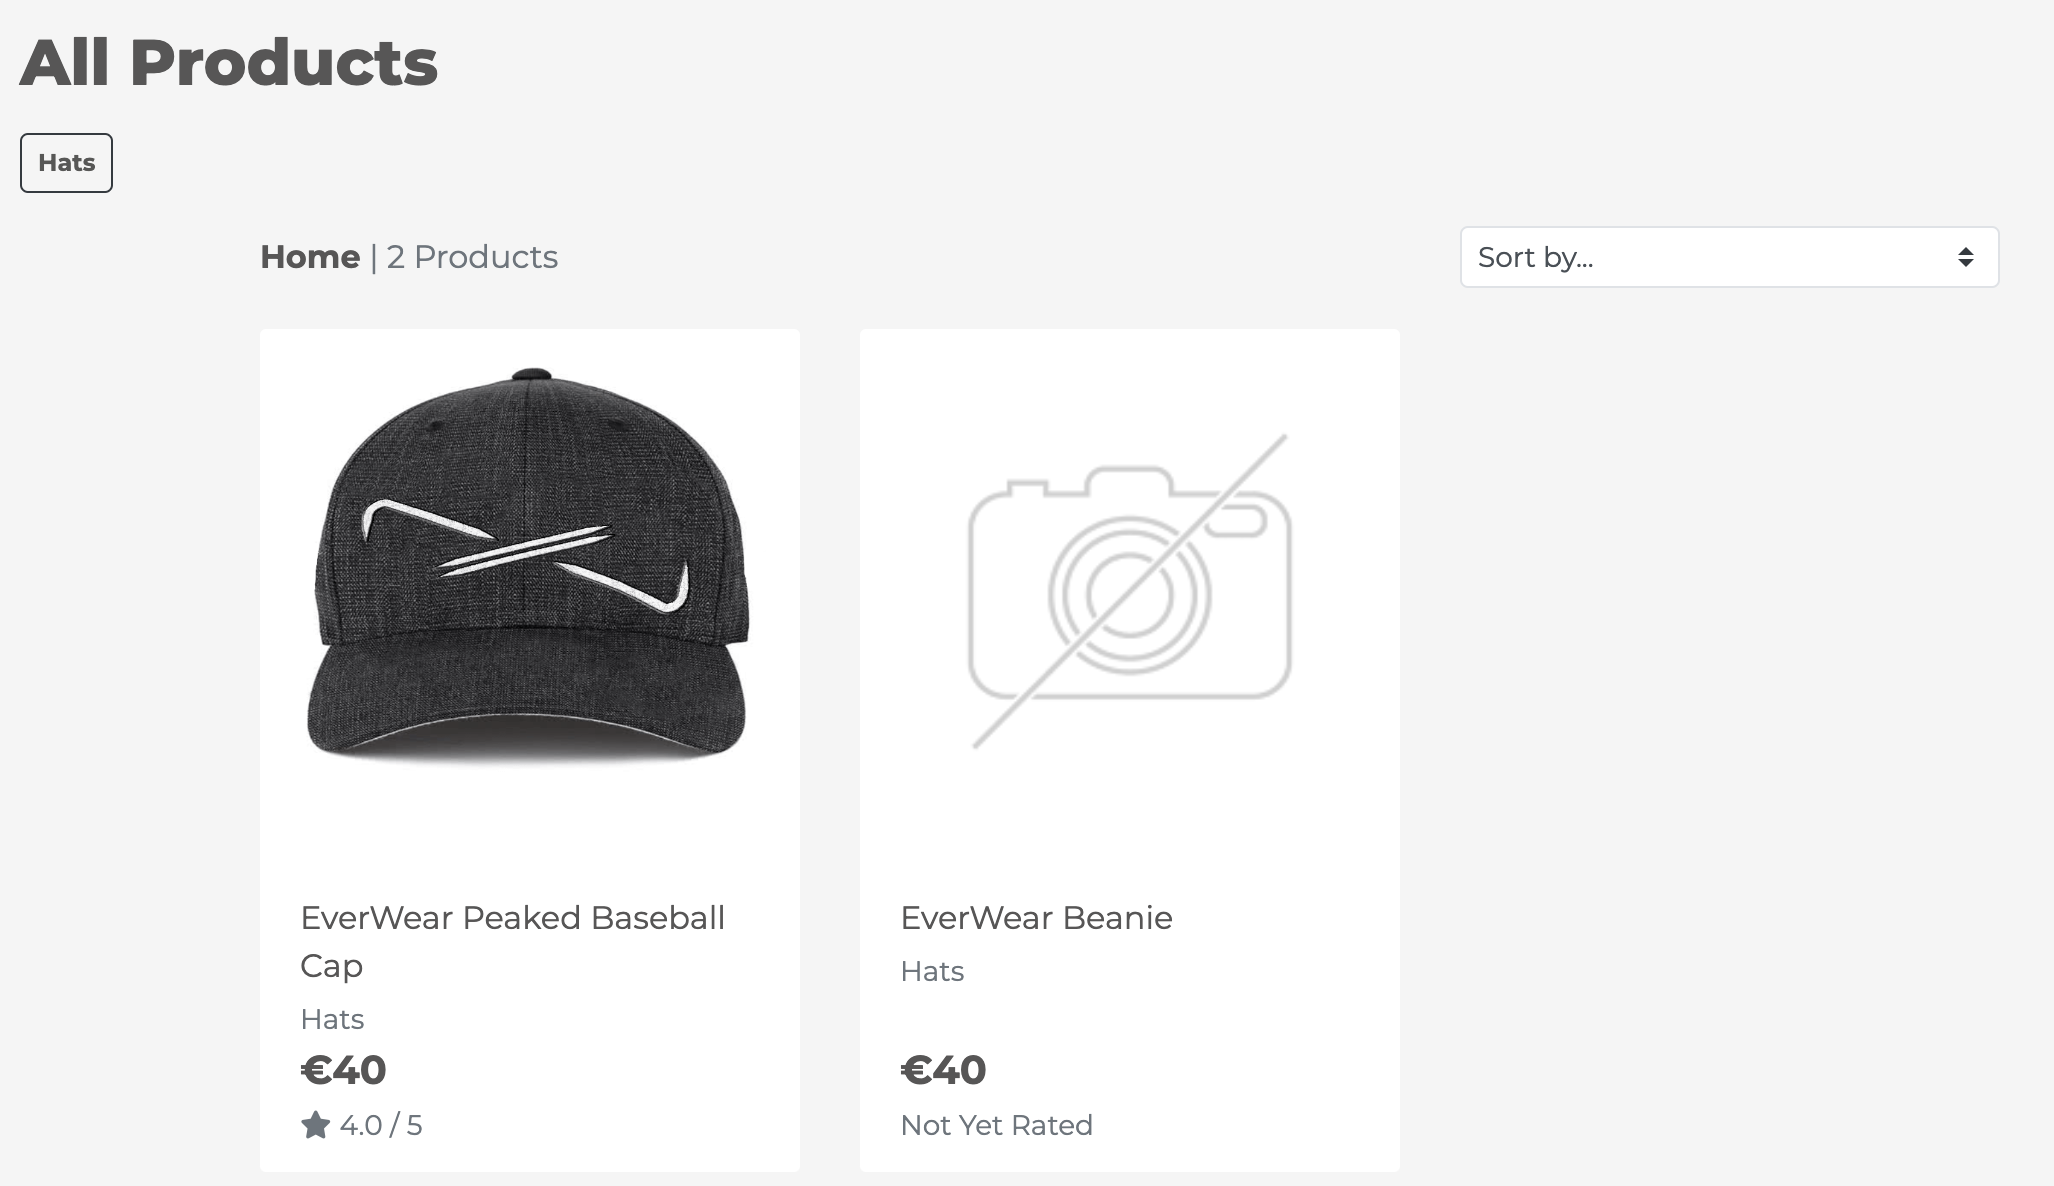 All Products
Hats
Home | 2 Products
Sort by...
EverWear Peaked Baseball
Cap
Hats
€40
4.0 / 5
EverWear Beanie
Hats
€40
Not Yet Rated